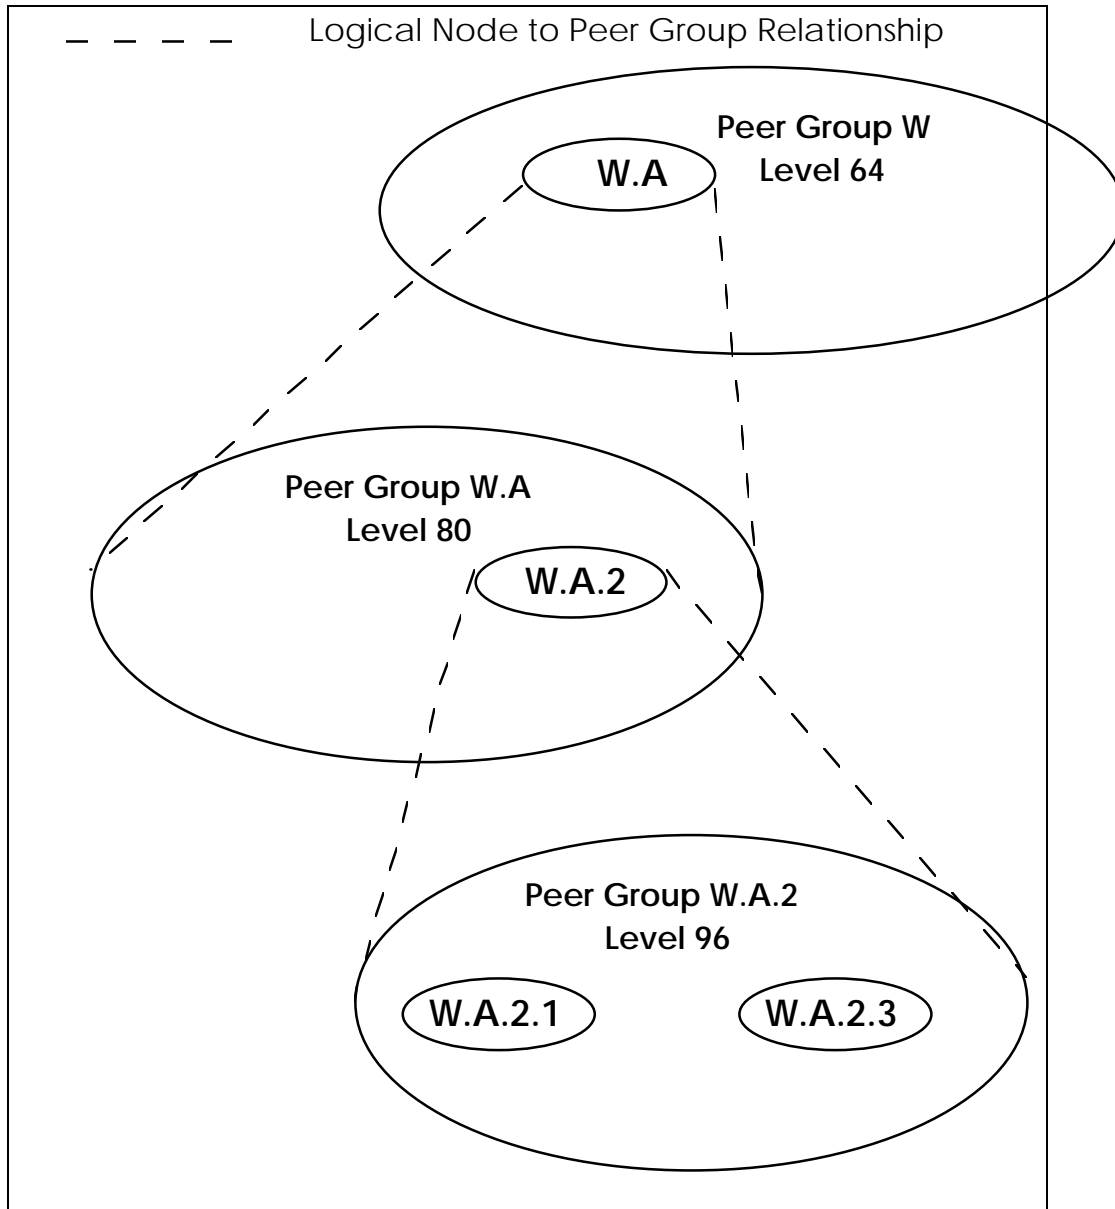 Logical Node to Peer Group Relationship
Peer Group W
Level 64
W.A
Peer Group W.A
Level 80
W.A.2
Peer Group W.A.2
Level 96
W.A.2.1
W.A.2.3